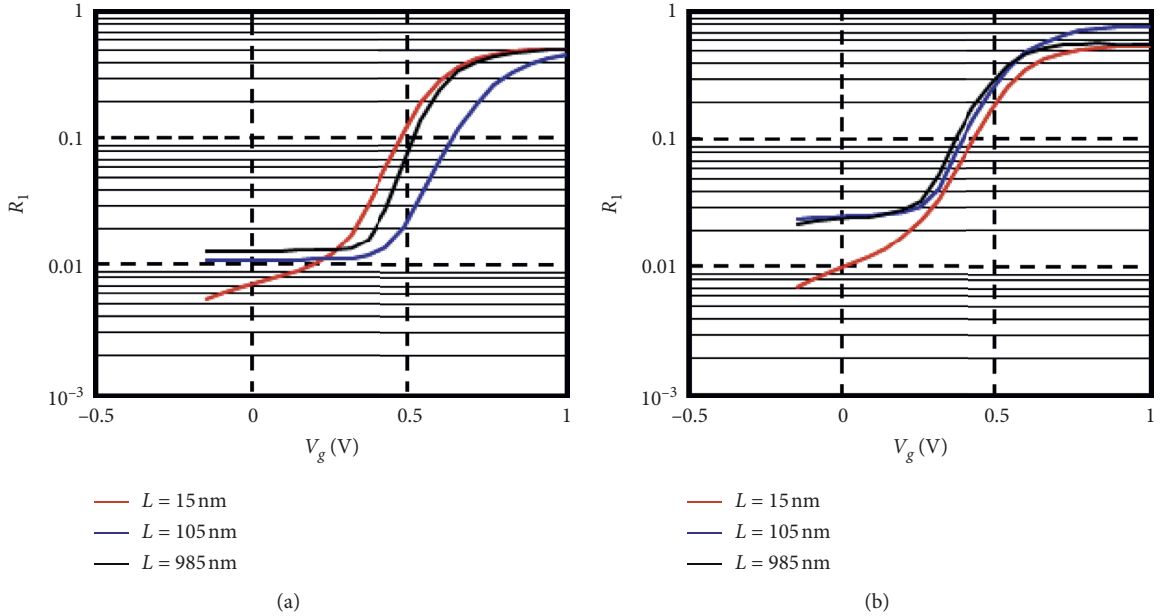 1
0.1
R₁
0.01
10⁻³
–0.5
0
0.5
1
V_g (V)
L = 15 nm
L = 105 nm
L = 985 nm
(a)
1
0.1
R₁
0.01
10⁻³
–0.5
0
0.5
1
V_g (V)
L = 15 nm
L = 105 nm
L = 985 nm
(b)